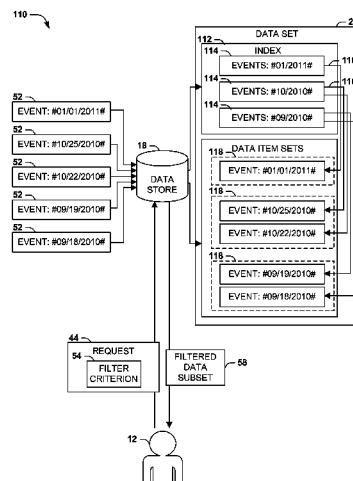 110
2
DATA SET
112
INDEX
114
EVENTS: #01/2011#
116
114
EVENTS: #10/2010#
116
114
EVENTS: #09/2010#
52
EVENT: #01/01/2011#
52
EVENT: #10/25/2010#
52
EVENT: #10/22/2010#
52
EVENT: #09/19/2010#
52
EVENT: #09/18/2010#
18
DATA
STORE
DATA ITEM SETS
118
EVENT: #01/01/2011#
118
EVENT: #10/25/2010#
EVENT: #10/22/2010#
118
EVENT: #09/19/2010#
EVENT: #09/18/2010#
44
REQUEST
54
FILTER
CRITERION
FILTERED
DATA
SUBSET
58
12